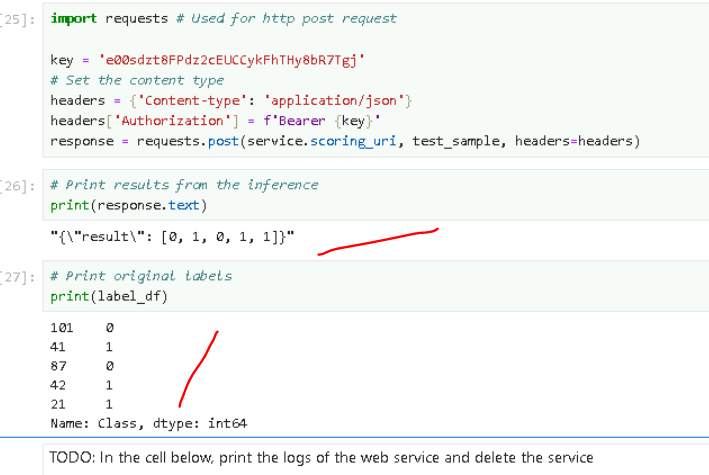 [25]:
import requests # Used for http post request
key = 'e00sdzt8FPdz2cEUCCykFhTHy8bR7Tgj'
# Set the content type
headers = {'Content-type': 'application/json'}
headers['Authorization'] = f'Bearer {key}'
response = requests.post(service.scoring_uri, test_sample, headers=headers)
[26]:
# Print results from the inference
print(response.text)
"{\"result\": [0, 1, 0, 1, 1]}"
[27]:
# Print original labels
print(label_df)
101    0
41     1
87     0
42     1
21     1
Name: Class, dtype: int64
TODO: In the cell below, print the logs of the web service and delete the service